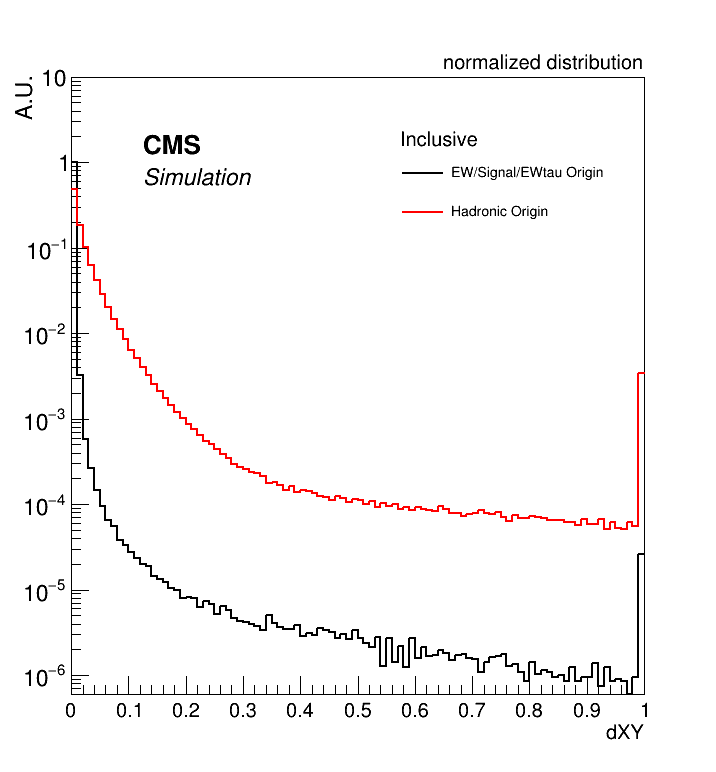 normalized distribution
A.U.
10
CMS
Simulation
Inclusive
EW/Signal/EWtau Origin
Hadronic Origin
1
10⁻¹
10⁻²
10⁻³
10⁻⁴
10⁻⁵
10⁻⁶
0 0.1 0.2 0.3 0.4 0.5 0.6 0.7 0.8 0.9 1
dXY